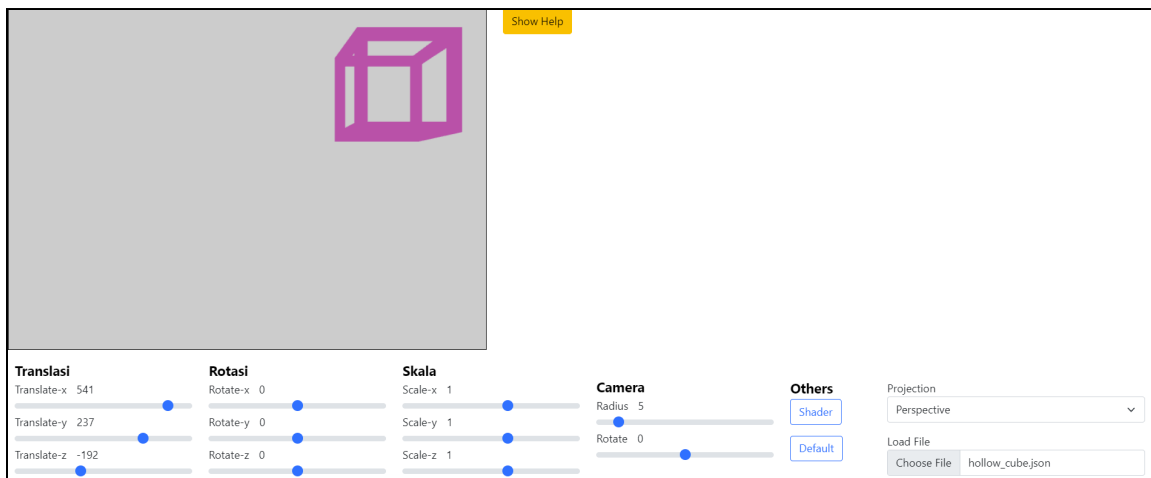 Show Help
Translasi
Translate-x 541
Translate-y 237
Translate-z -192
Rotasi
Rotate-x 0
Rotate-y 0
Rotate-z 0
Skala
Scale-x 1
Scale-y 1
Scale-z 1
Camera
Radius 5
Rotate 0
Others
Shader
Default
Projection
Perspective
Load File
Choose File hollow_cube.json